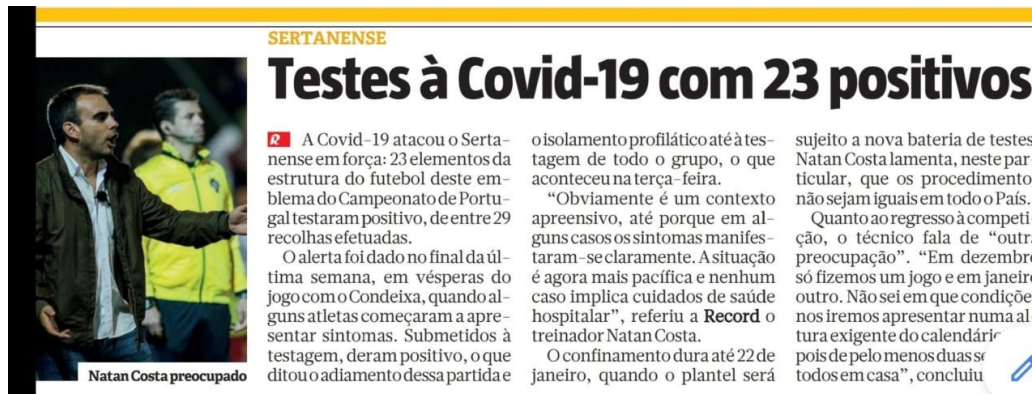 SERTANENSE
Testes à Covid-19 com 23 positivos
R A Covid-19 atacou o Serta-
nense em força: 23 elementos da
estrutura do futebol deste em-
blema do Campeonato de Portu-
gal testaram positivo, de entre 29
recolhas efetuadas.
O alerta foi dado no final da úl-
tima semana, em vésperas do
jogo com o Condeixa, quando al-
guns atletas começaram a apre-
sentar sintomas. Submetidos à
testagem, deram positivo, o que
ditou o adiamento dessa partida e
o isolamento profilático até à tes-
tagem de todo o grupo, o que
aconteceu na terça-feira.
“Obviamente é um contexto
apreensivo, até porque em al-
guns casos os sintomas manifes-
taram-se claramente. A situação
é agora mais pacífica e nenhum
caso implica cuidados de saúde
hospitalar”, referiu a Record o
treinador Natan Costa.
O confinamento dura até 22 de
janeiro, quando o plantel será
sujeito a nova bateria de testes
Natan Costa lamenta, neste par-
ticular, que os procedimento
não sejam iguais em todo o País.
Quanto ao regresso à competi-
ção, o técnico fala de “outra
preocupação”. “Em dezembro
só fizemos um jogo e em janeiro
outro. Não sei em que condiçõe
nos iremos apresentar numa al-
tura exigente do calendário
pois de pelo menos duas se
todos em casa”, concluiu
Natan Costa preocupado